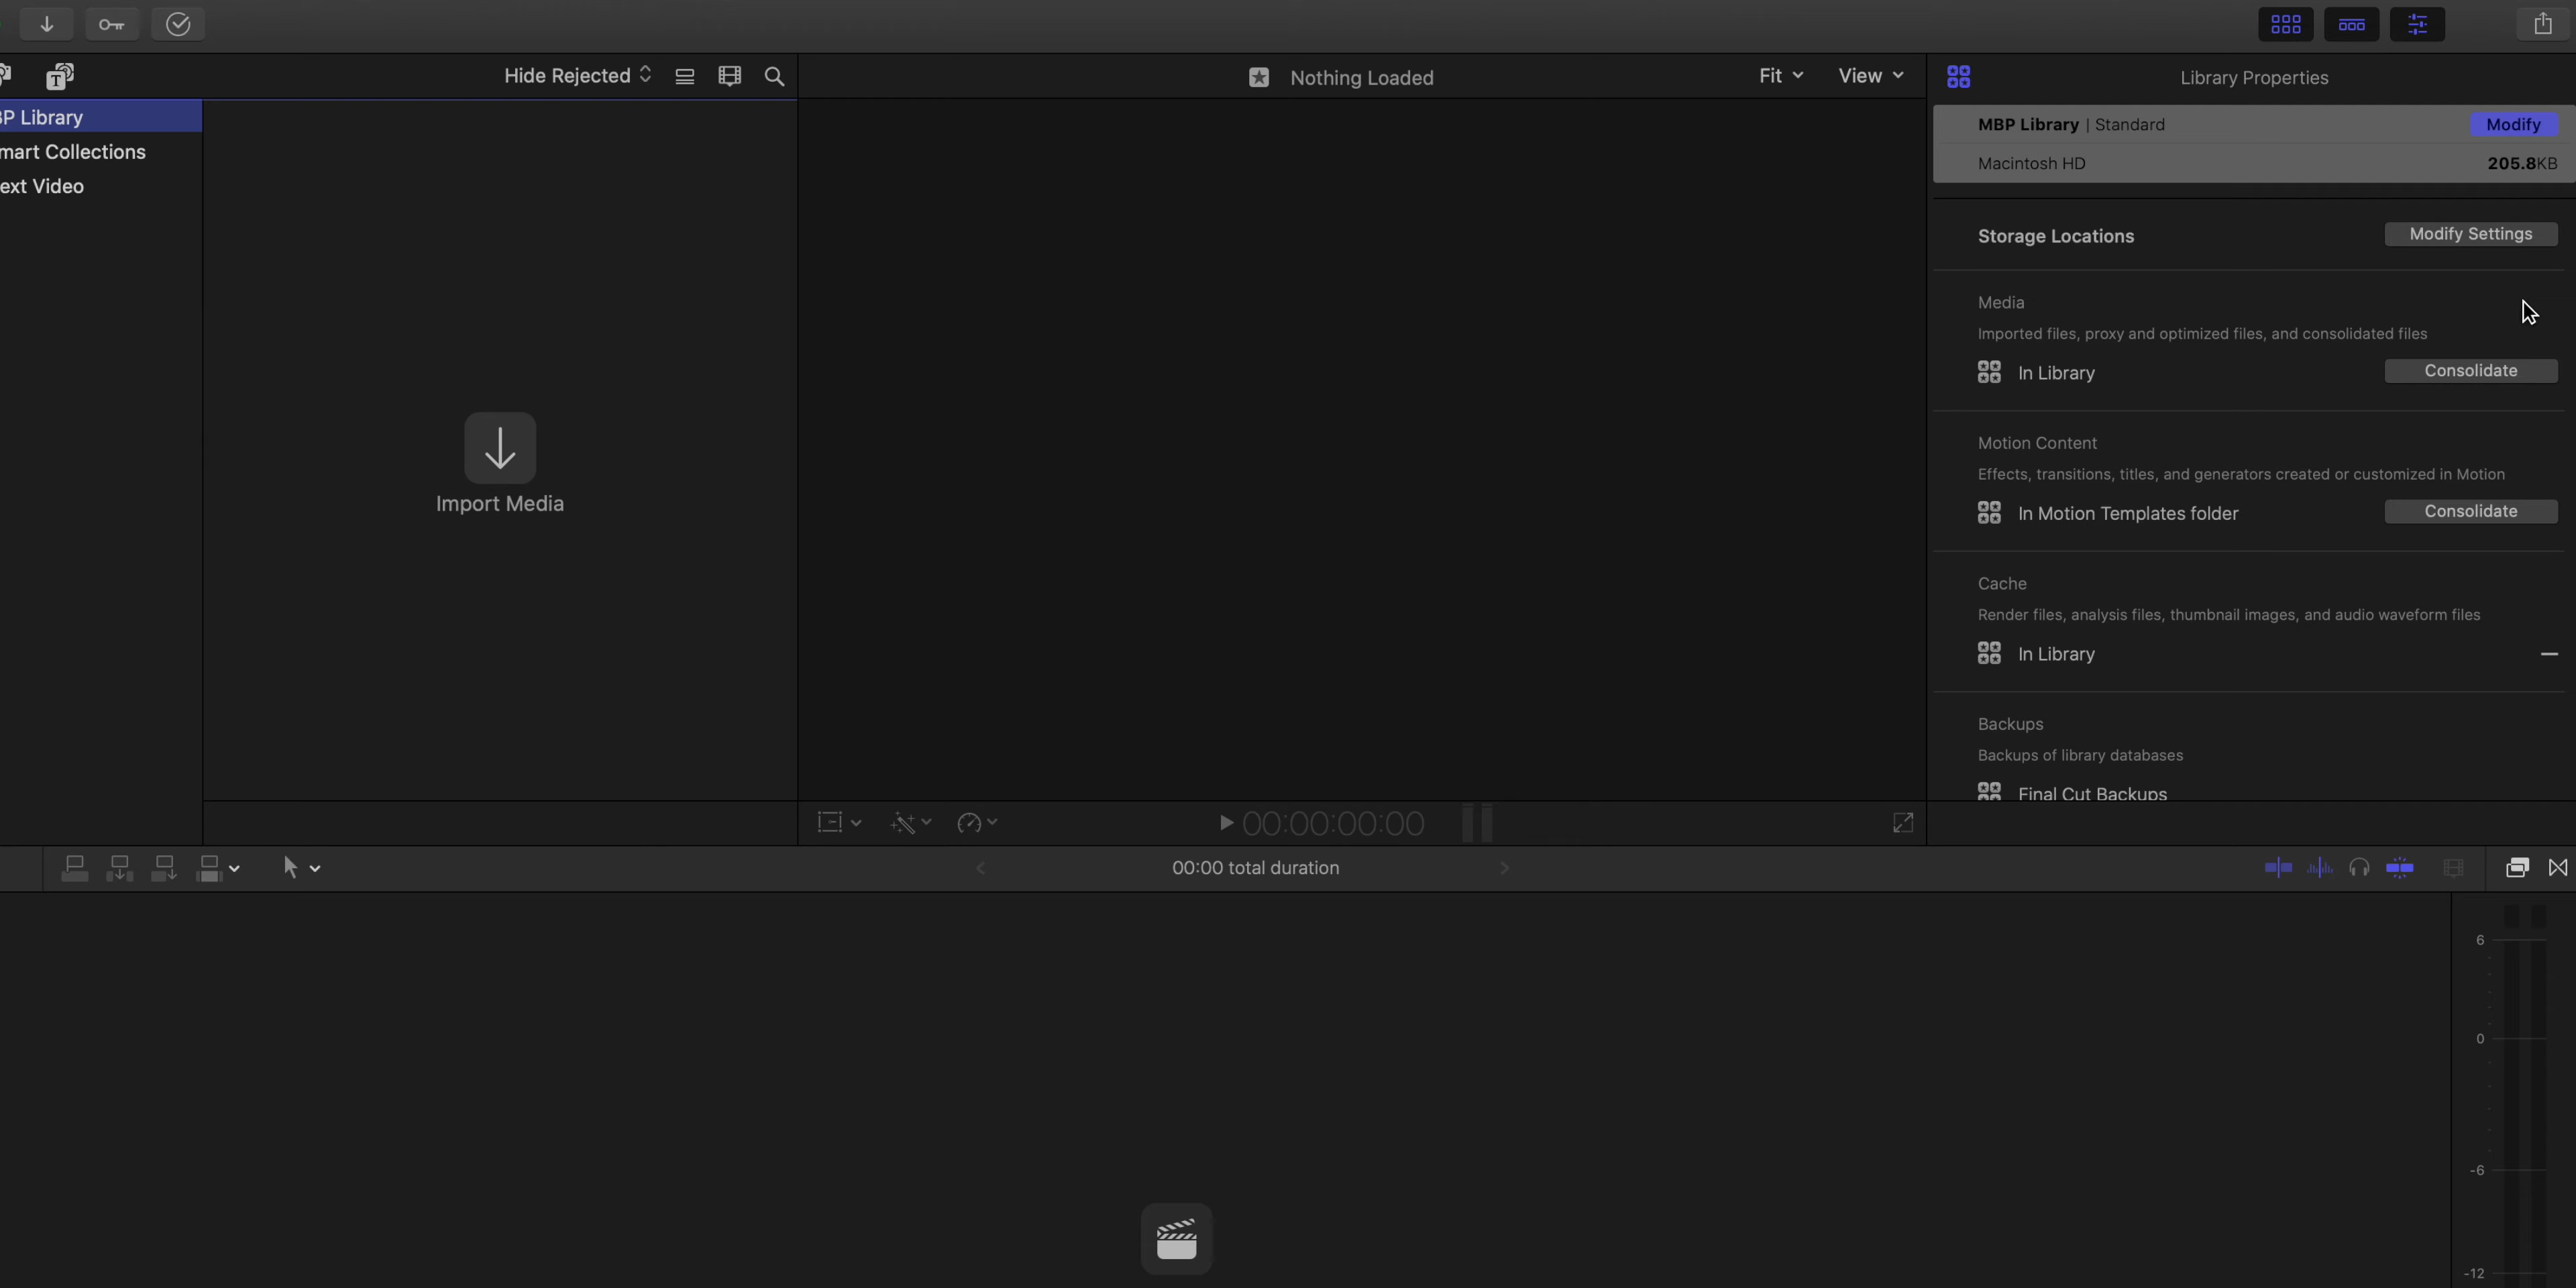 Hide Rejected
Nothing Loaded
Fit
View
Library Properties
P Library
mart Collections
ext Video
Import Media
MBP Library | Standard
Modify
Macintosh HD
205.8KB
Storage Locations
Modify Settings
Media
Imported files, proxy and optimized files, and consolidated files
In Library
Consolidate
Motion Content
Effects, transitions, titles, and generators created or customized in Motion
In Motion Templates folder
Consolidate
Cache
Render files, analysis files, thumbnail images, and audio waveform files
In Library
Backups
Backups of library databases
Final Cut Backups
00:00:00:00
00:00 total duration
6
0
-6
-12